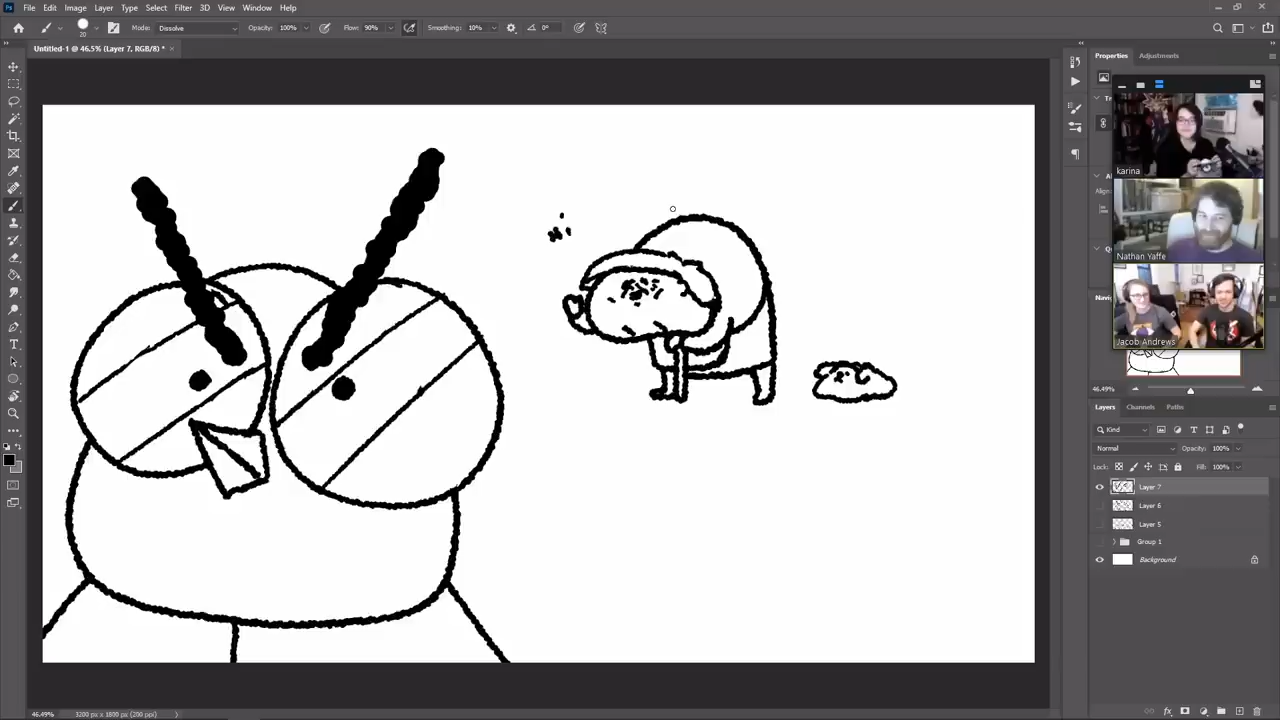 Ps File Edit Image Layer Type Select Filter 3D View Window Help
20 Mode: Dissolve Opacity: 100% Flow: 90% Smoothing: 10% 0°
Untitled-1 @ 46.5% (Layer 7, RGB/8) *
Properties Adjustments
karina
Nathan Yaffe
Jacob Andrews
46.49%
Layers Channels Paths
Kind
Normal Opacity: 100%
Lock: Fill: 100%
Layer 7
Layer 6
Layer 5
Group 1
Background
46.49% 3200 px x 1800 px (200 ppi)
fx